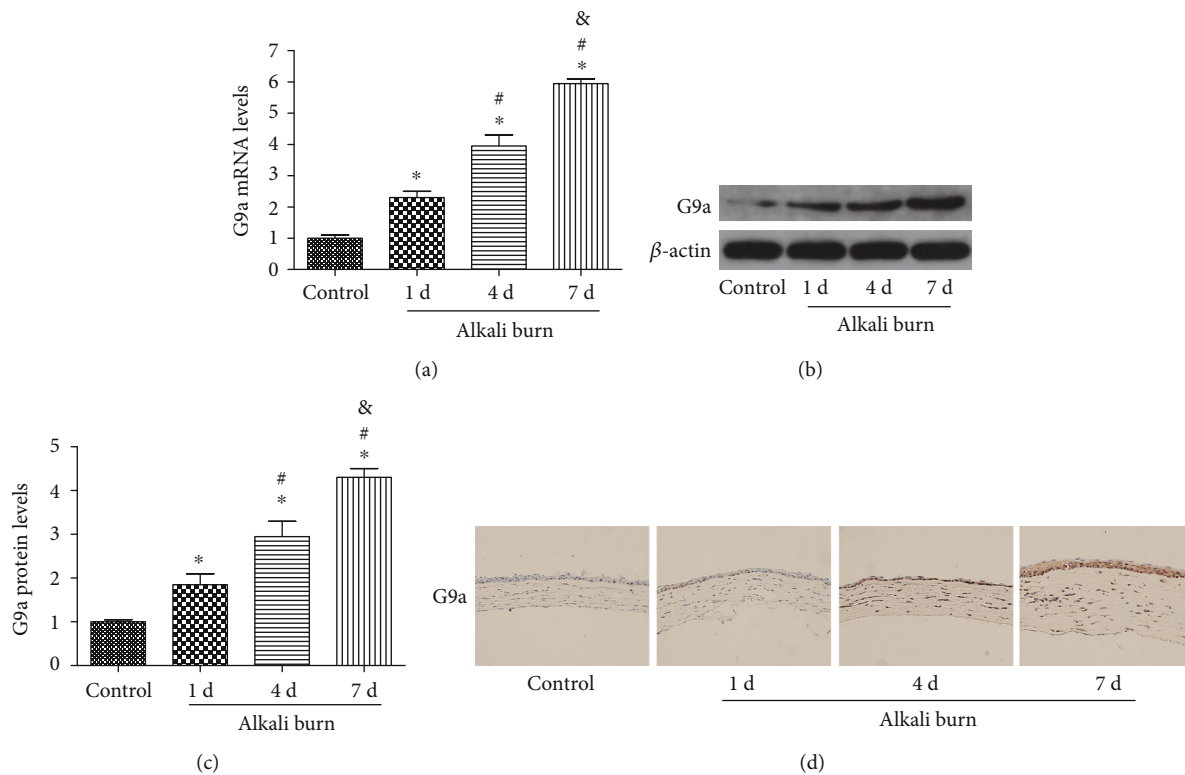 &
#
*
#
*
*
7
6
5
4
3
2
1
0
G9a mRNA levels
Control 1 d 4 d 7 d
Alkali burn
(a)
G9a
β-actin
Control 1 d 4 d 7 d
Alkali burn
(b)
&
#
*
#
*
*
5
4
3
2
1
0
G9a protein levels
Control 1 d 4 d 7 d
Alkali burn
(c)
G9a
Control 1 d 4 d 7 d
Alkali burn
(d)